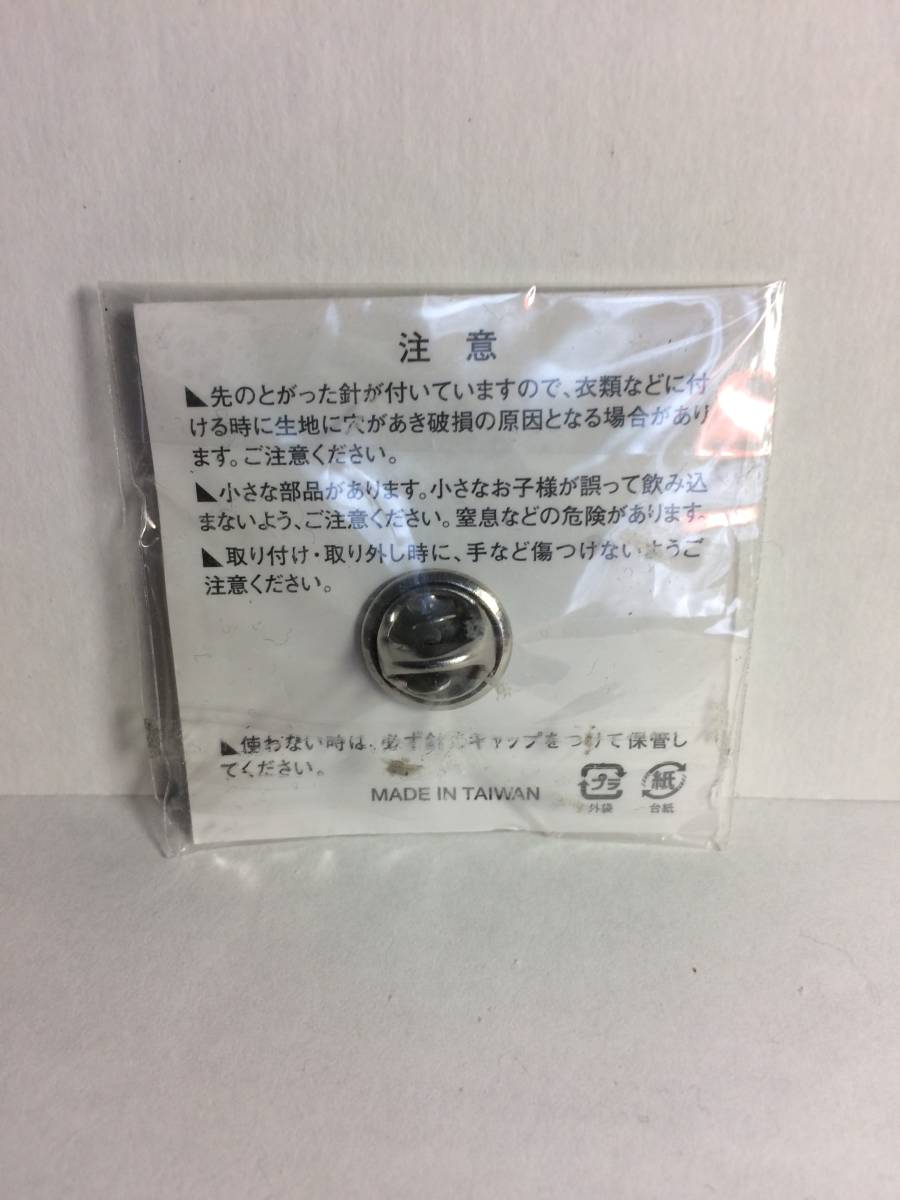 注 意
◣先のとがった針が付いていますので、衣類などに付
ける時に生地に穴があき破損の原因となる場合があり
ます。ご注意ください。
◣小さな部品があります。小さなお子様が誤って飲み込
まないよう、ご注意ください。窒息などの危険があります。
◣取り付け・取り外し時に、手など傷つけないようご
注意ください。
◣使わない時は、必ず針にキャップをつけて保管し
てください。
MADE IN TAIWAN
プラ 紙
外袋 台紙